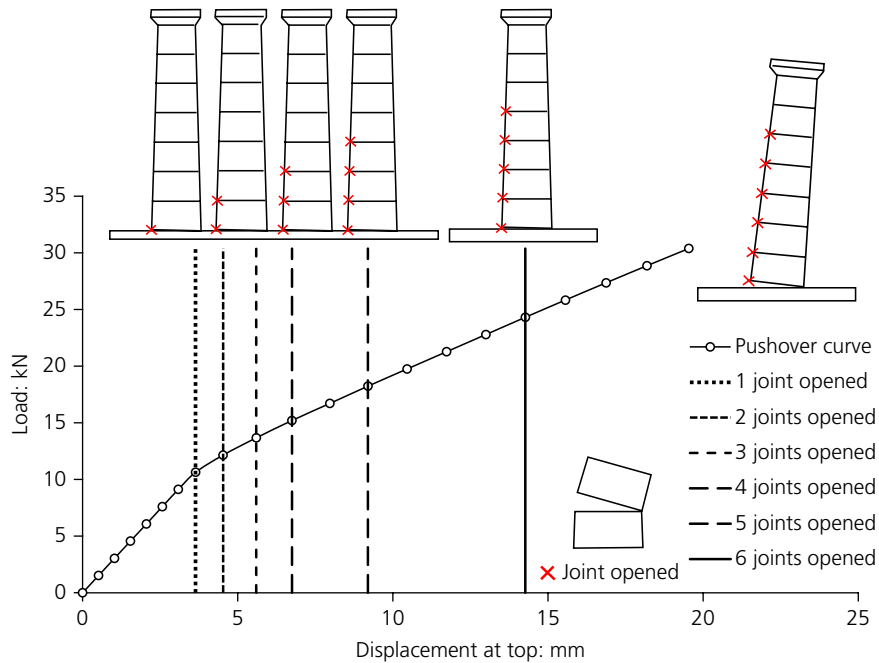 35
30
25
20
15
10
5
0
Load: kN
0 5 10 15 20 25
Displacement at top: mm
Pushover curve
1 joint opened
2 joints opened
3 joints opened
4 joints opened
5 joints opened
6 joints opened
Joint opened